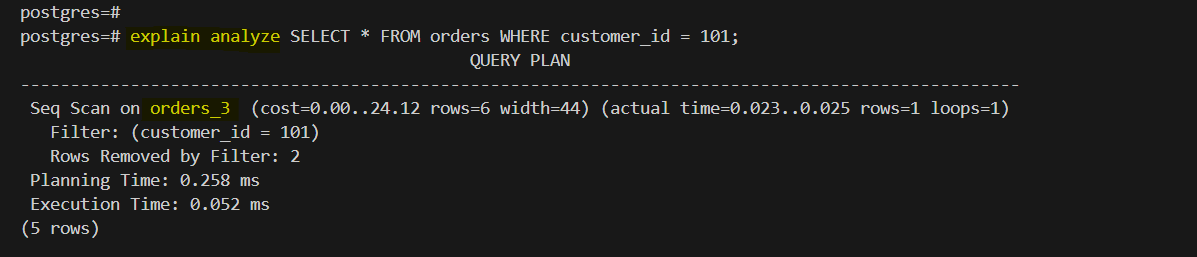 postgres=#
postgres=# explain analyze SELECT * FROM orders WHERE customer_id = 101;
QUERY PLAN
----------------------------------------------------------------------------------------------------
Seq Scan on orders_3  (cost=0.00..24.12 rows=6 width=44) (actual time=0.023..0.025 rows=1 loops=1)
Filter: (customer_id = 101)
Rows Removed by Filter: 2
Planning Time: 0.258 ms
Execution Time: 0.052 ms
(5 rows)